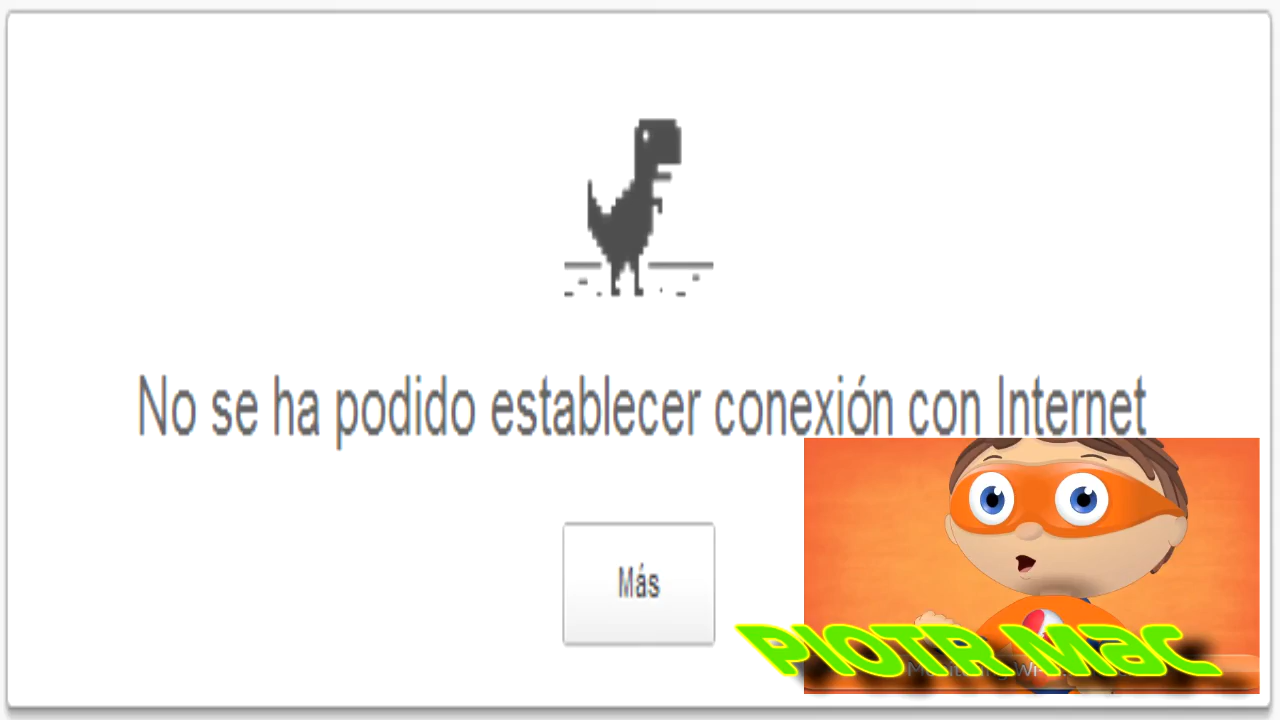 No se ha podido establecer conexión con Internet
Más
PIOTR Mac